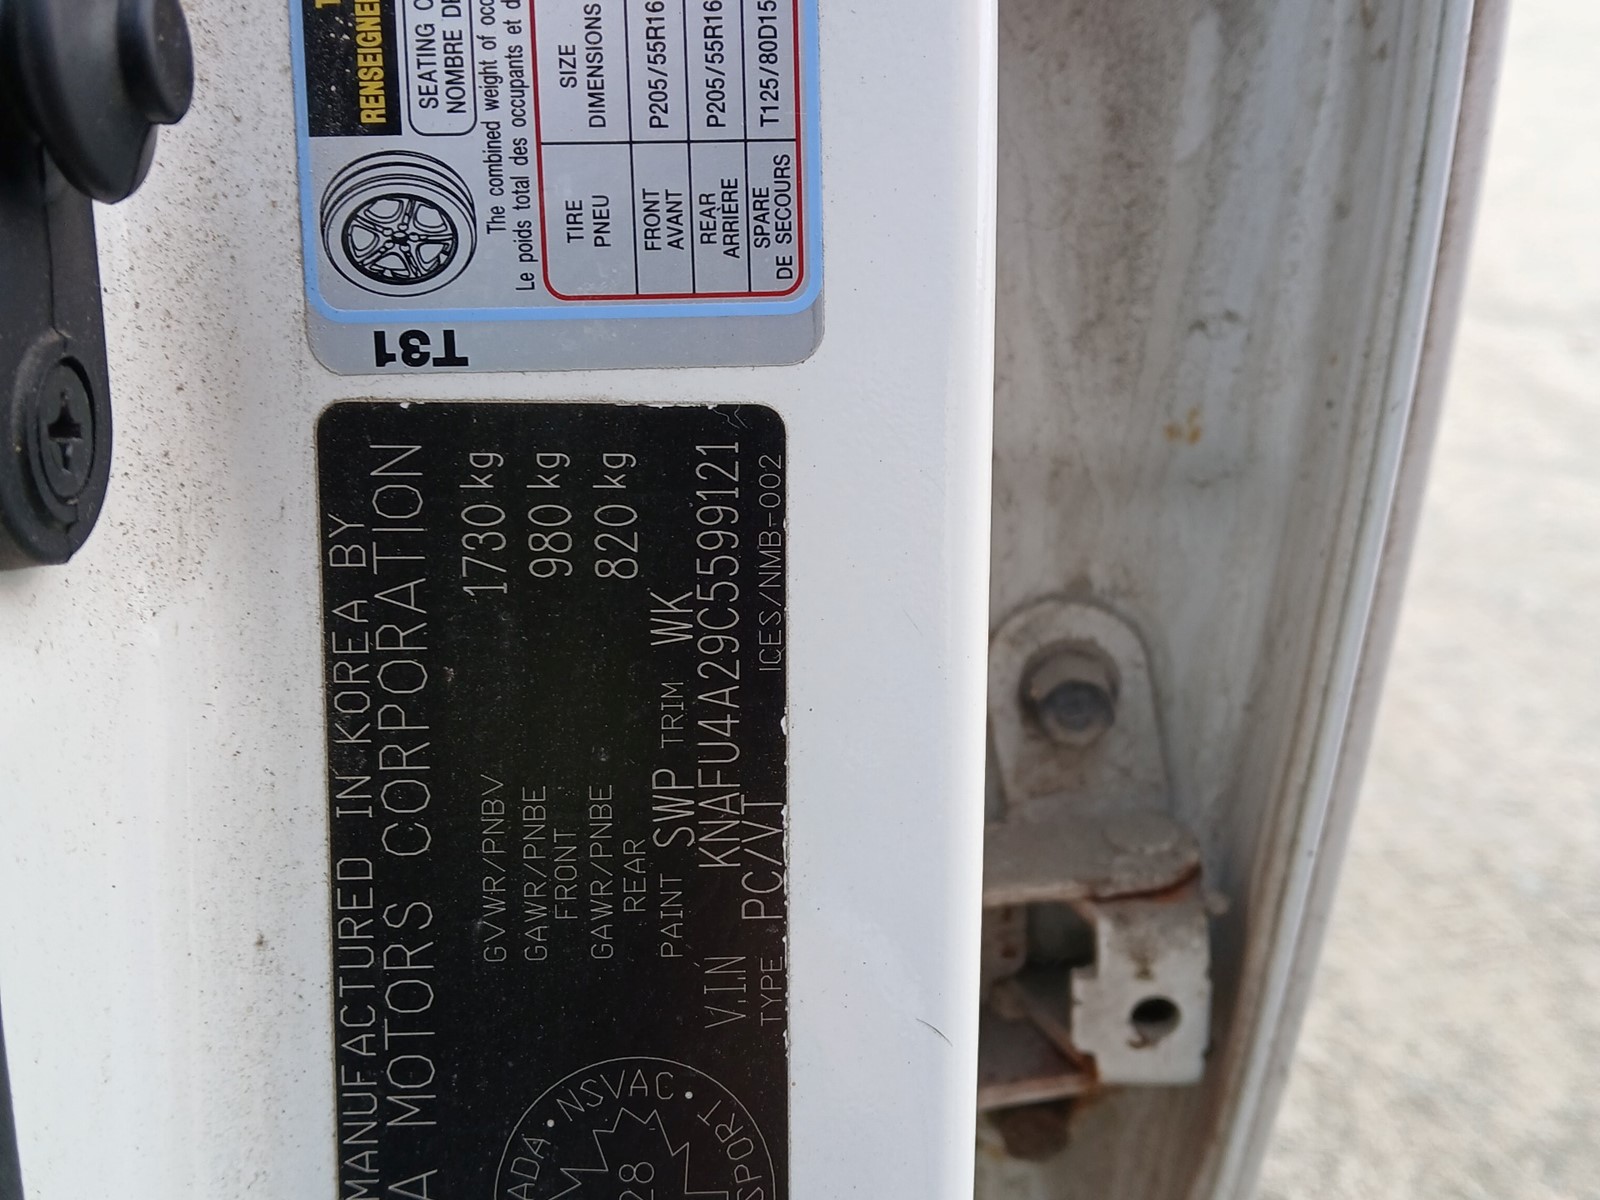 RENSEIGNE
SEATING
NOMBRE DE
The combined weight of
Le poids total des occupants et
TIRE SIZE
PNEU DIMENSIONS
FRONT P205/55R16
AVANT
REAR P205/55R16
ARRIÈRE
SPARE T125/80D15
DE SECOURS
T31
MANUFACTURED IN KOREA BY
A MOTORS CORPORATION
GVWR/PNBV 1730 kg
GAWR/PNBE 980 kg
FRONT
GAWR/PNBE 820 kg
REAR
PAINT SWP TRIM WK
V.I.N KNAFU4A29C5599121
TYPE PC/VT ICES/NMB-002
ADA • NSVAC •
28
SPORT